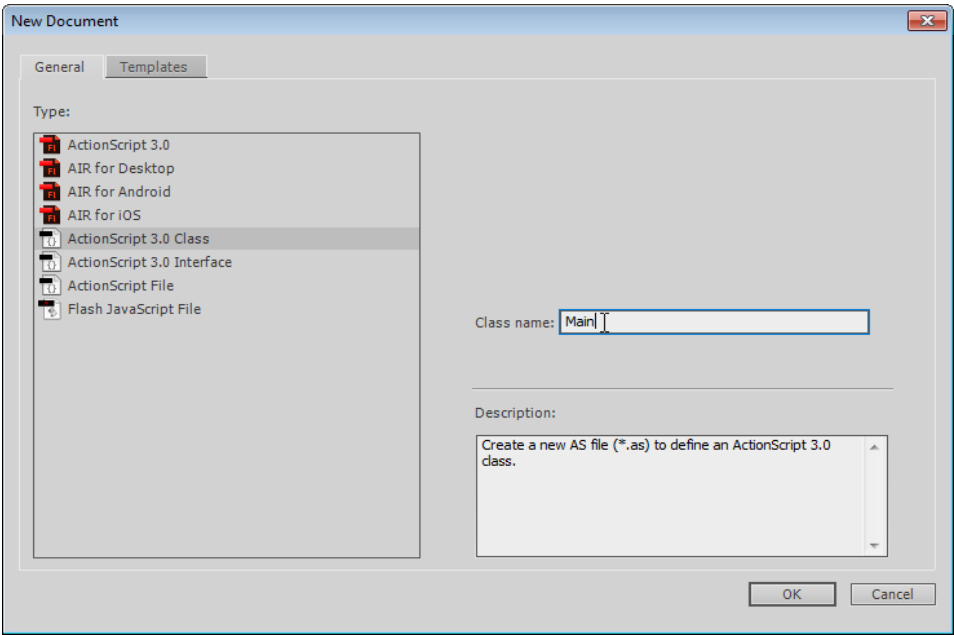 New Document
General
Templates
Type:
ActionScript 3.0
AIR for Desktop
AIR for Android
AIR for iOS
ActionScript 3.0 Class
ActionScript 3.0 Interface
ActionScript File
Flash JavaScript File
Class name: Main
Description:
Create a new AS file (*.as) to define an ActionScript 3.0
class.
OK
Cancel